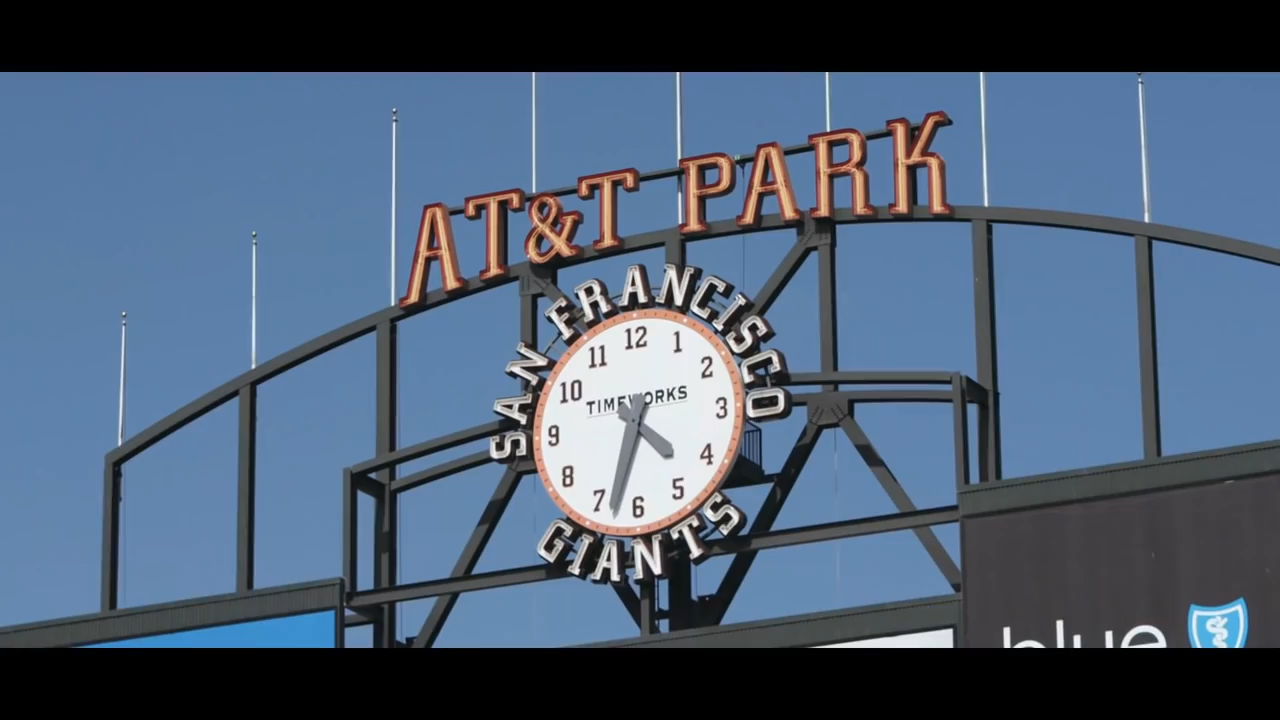 AT&T PARK
SAN FRANCISCO
12
11 1
10 2
TIMEWORKS
9 3
8 4
7 5
6
GIANTS
blue